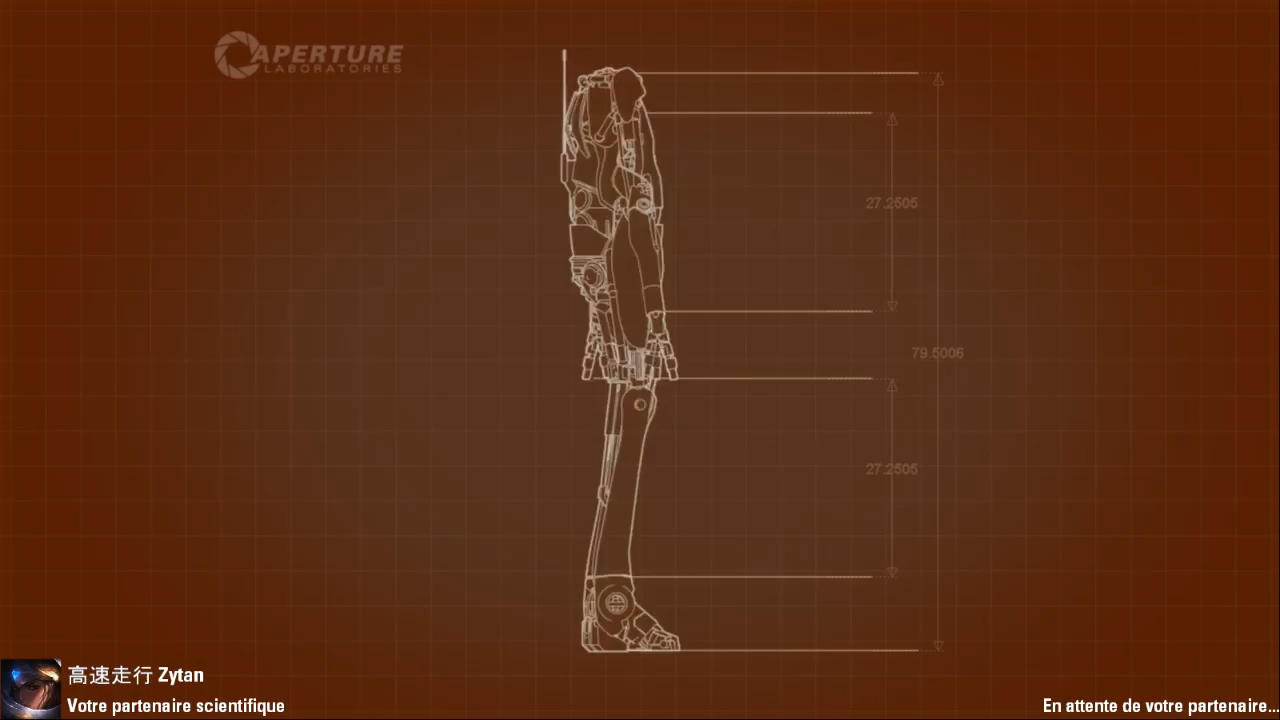 APERTURE
LABORATORIES
27.2505
79.5006
27.2505
高速走行 Zytan
Votre partenaire scientifique
En attente de votre partenaire...